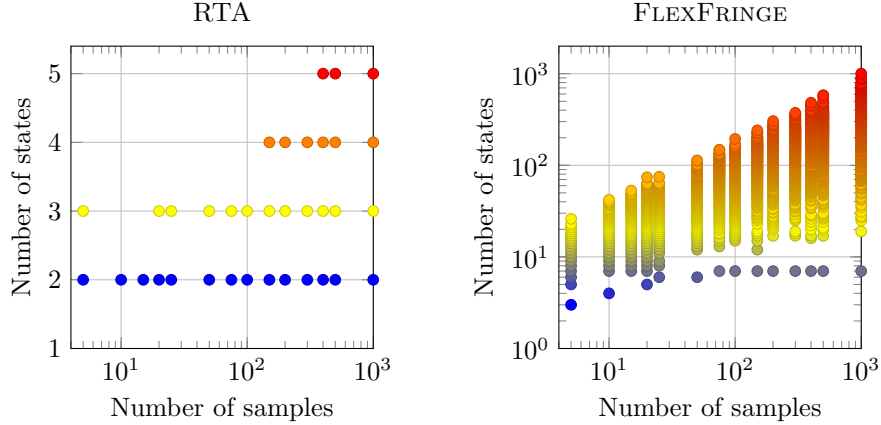 RTA
Number of states
5
4
3
2
1
10^1
10^2
10^3
Number of samples
FLEXFRINGE
Number of states
10^3
10^2
10^1
10^0
10^1
10^2
10^3
Number of samples